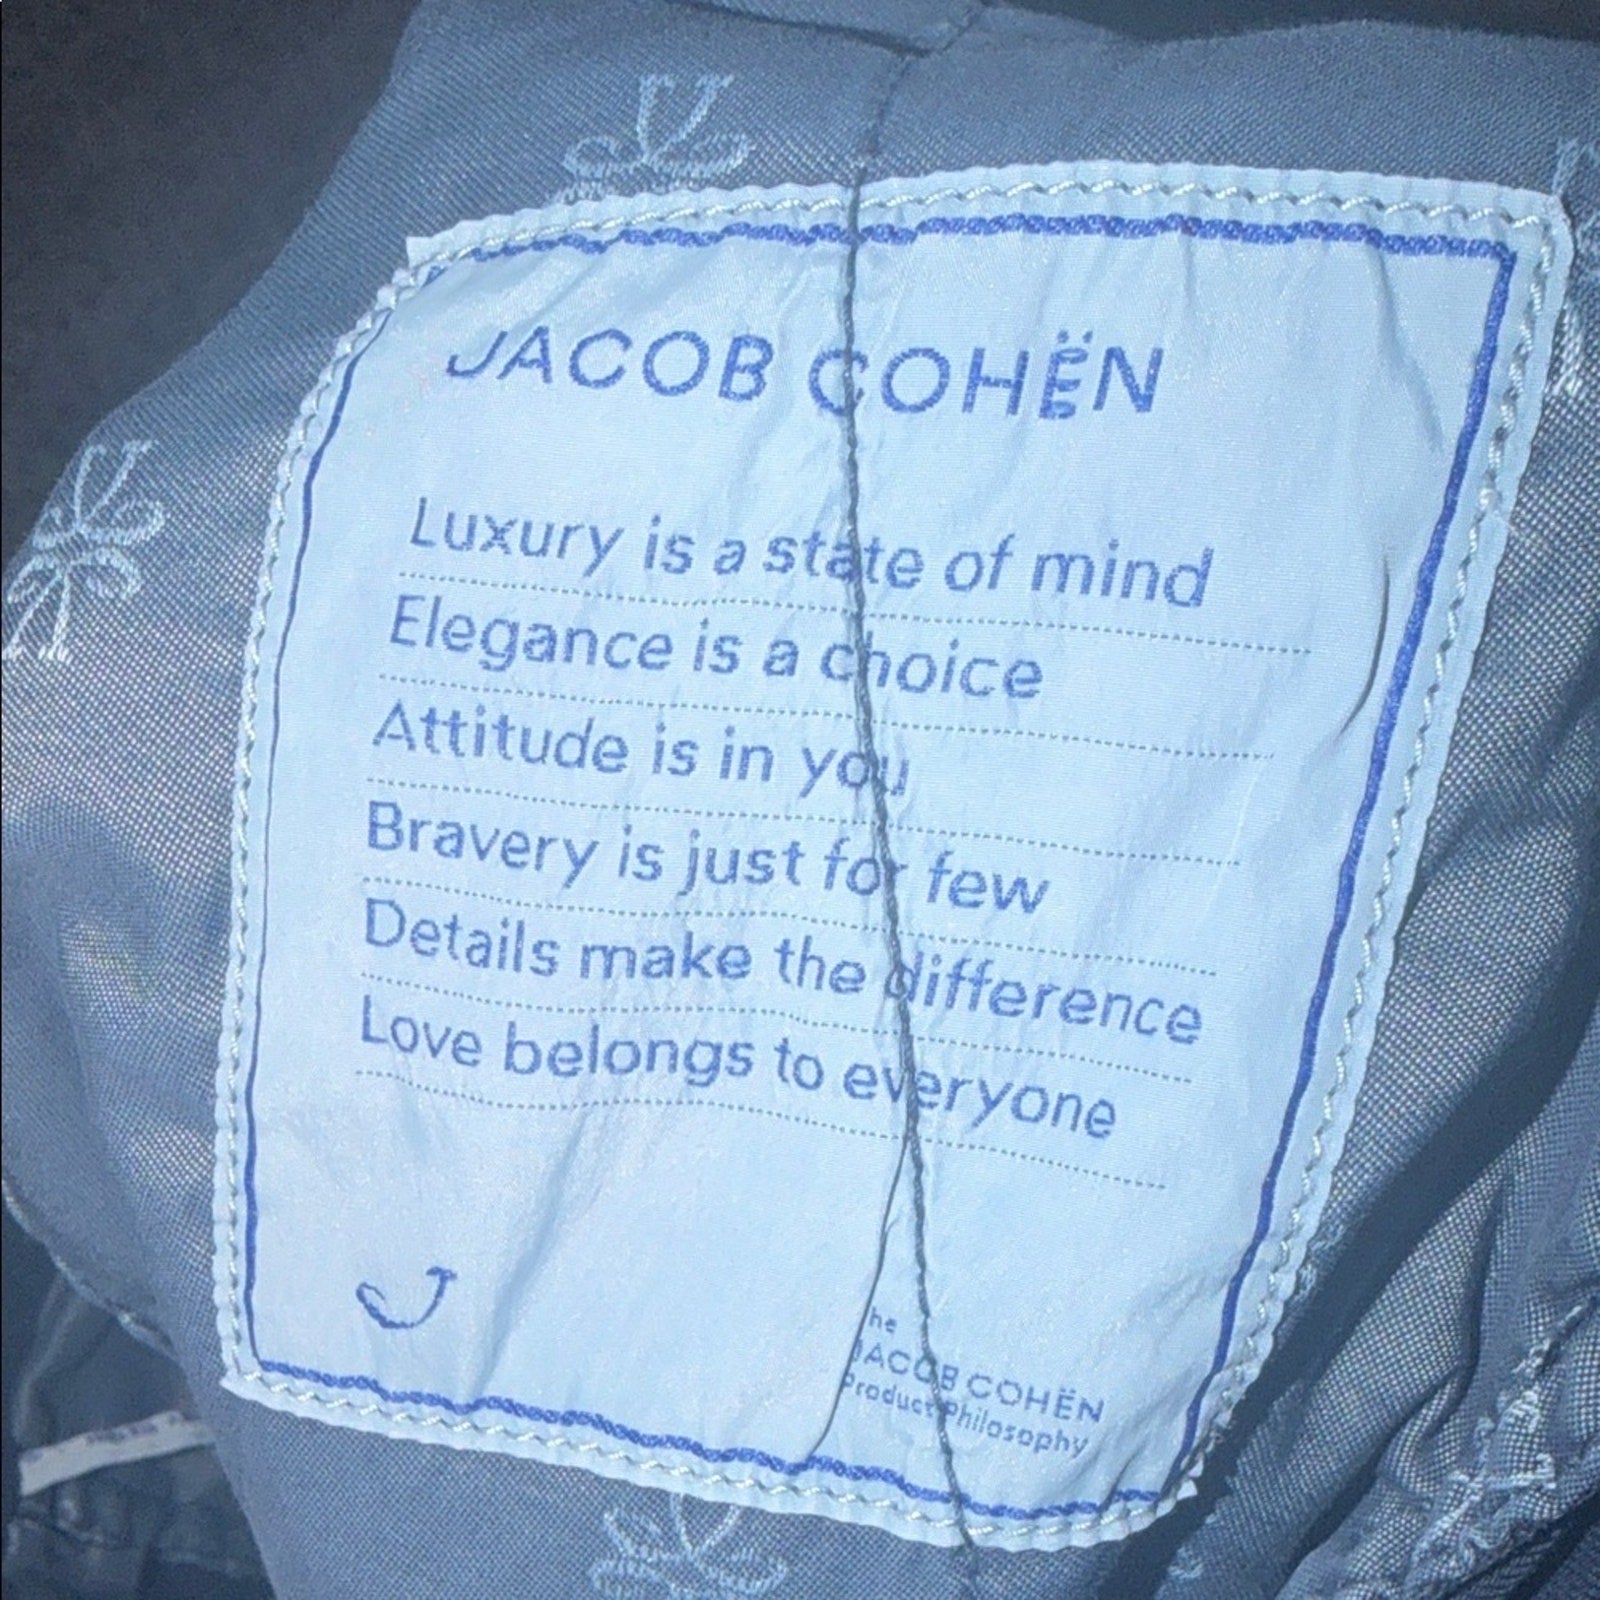 JACOB COHËN
Luxury is a state of mind
Elegance is a choice
Attitude is in you
Bravery is just for few
Details make the difference
Love belongs to everyone
J
The
JACOB COHËN
Product Philosophy